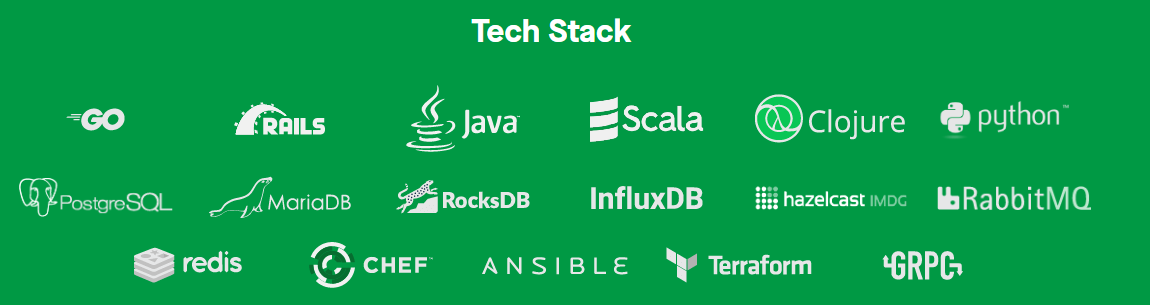 Tech Stack
GO RAILS Java Scala Clojure python™
PostgreSQL MariaDB RocksDB InfluxDB hazelcast IMDG RabbitMQ
redis CHEF™ ANSIBLE Terraform GRPC